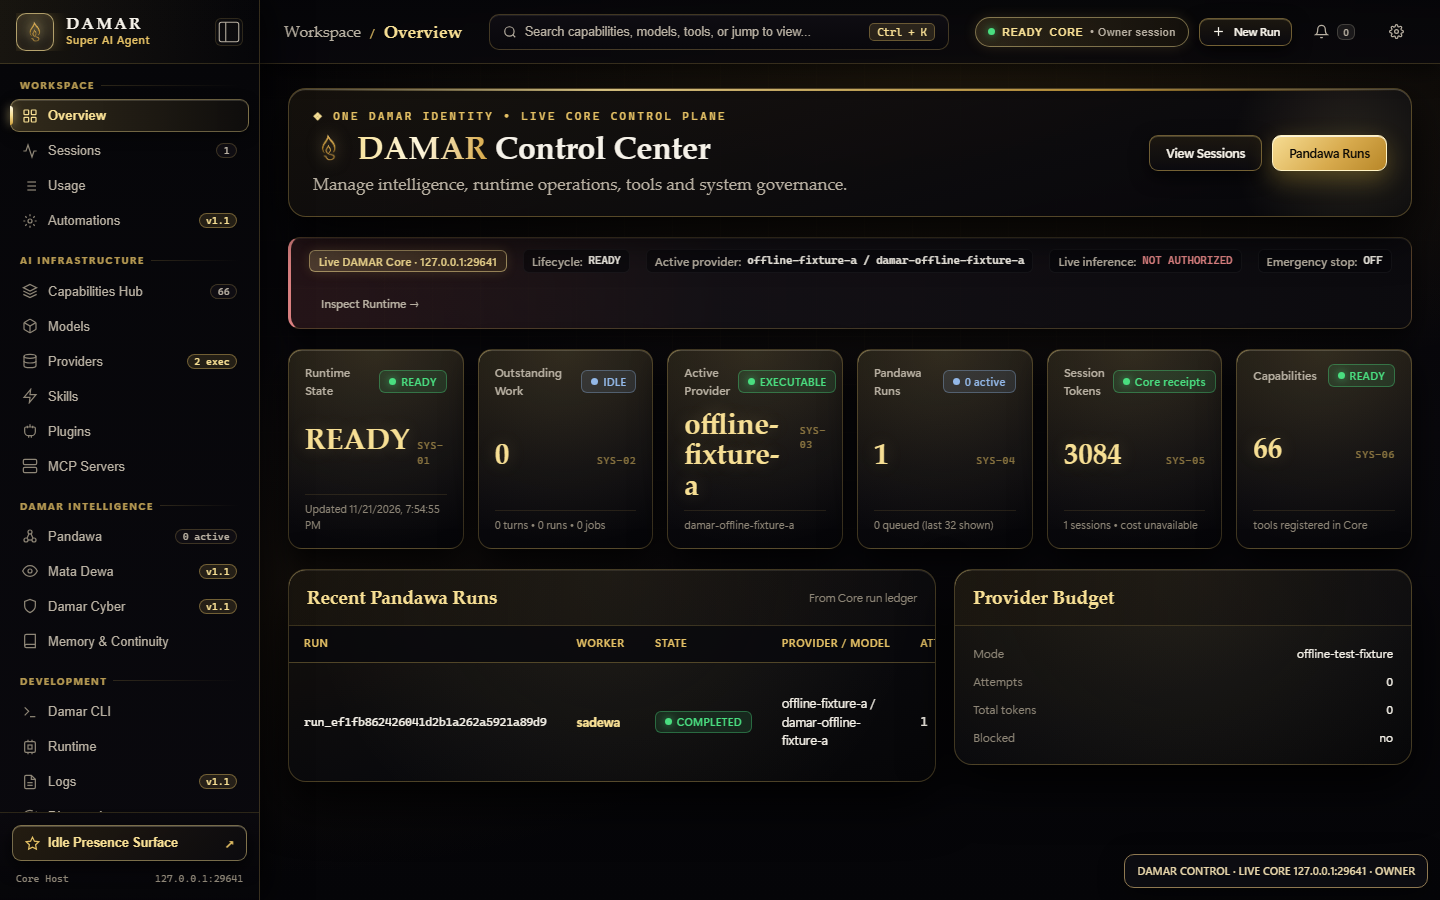 DAMAR
Super AI Agent
WORKSPACE
Overview
Sessions 1
Usage
Automations v1.1
AI INFRASTRUCTURE
Capabilities Hub 66
Models
Providers 2 exec
Skills
Plugins
MCP Servers
DAMAR INTELLIGENCE
Pandawa 0 active
Mata Dewa v1.1
Damar Cyber v1.1
Memory & Continuity
DEVELOPMENT
Damar CLI
Runtime
Logs v1.1
Idle Presence Surface ↗
Core Host 127.0.0.1:29641
Workspace / Overview
Search capabilities, models, tools, or jump to view... Ctrl + K
READY CORE • Owner session
+ New Run
0
◆ ONE DAMAR IDENTITY • LIVE CORE CONTROL PLANE
DAMAR Control Center
Manage intelligence, runtime operations, tools and system governance.
View Sessions
Pandawa Runs
Live DAMAR Core · 127.0.0.1:29641
Lifecycle: READY
Active provider: offline-fixture-a / damar-offline-fixture-a
Live inference: NOT AUTHORIZED
Emergency stop: OFF
Inspect Runtime →
Runtime
State
READY
READY
SYS-
01
Updated 11/21/2026, 7:54:55
PM
Outstanding
Work
IDLE
0
SYS-02
0 turns • 0 runs • 0 jobs
Active
Provider
EXECUTABLE
offline-
fixture-
a
SYS-
03
damar-offline-fixture-a
Pandawa
Runs
0 active
1
SYS-04
0 queued (last 32 shown)
Session
Tokens
Core receipts
3084
SYS-05
1 sessions • cost unavailable
Capabilities
READY
66
SYS-06
tools registered in Core
Recent Pandawa Runs
From Core run ledger
RUN WORKER STATE PROVIDER / MODEL AT
run_ef1fb862426041d2b1a262a5921a89d9 sadewa COMPLETED
offline-fixture-a /
damar-offline-
fixture-a
1
Provider Budget
Mode offline-test-fixture
Attempts 0
Total tokens 0
Blocked no
DAMAR CONTROL · LIVE CORE 127.0.0.1:29641 · OWNER